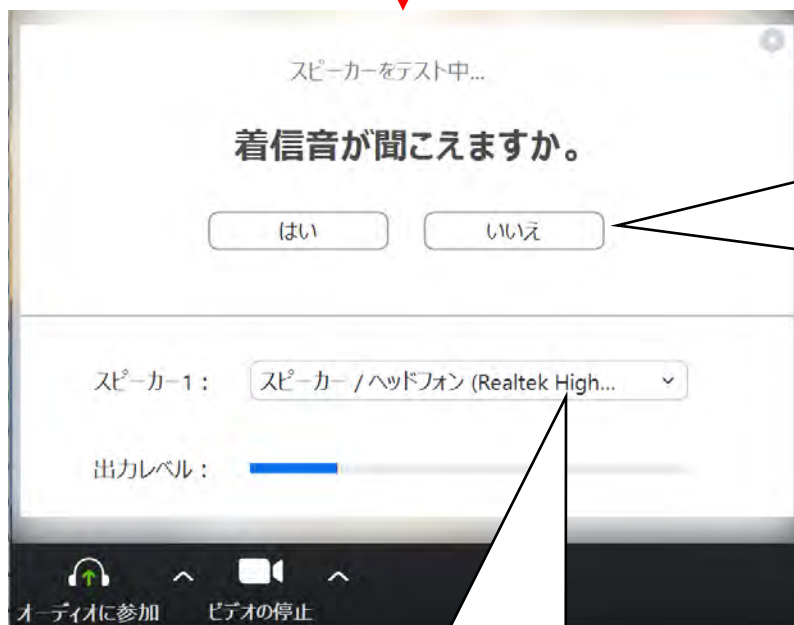 スピーカーをテスト中...
着信音が聞こえますか。
はい いいえ
スピーカー1： スピーカー / ヘッドフォン (Realtek High...
出力レベル：
オーディオに参加 ビデオの停止